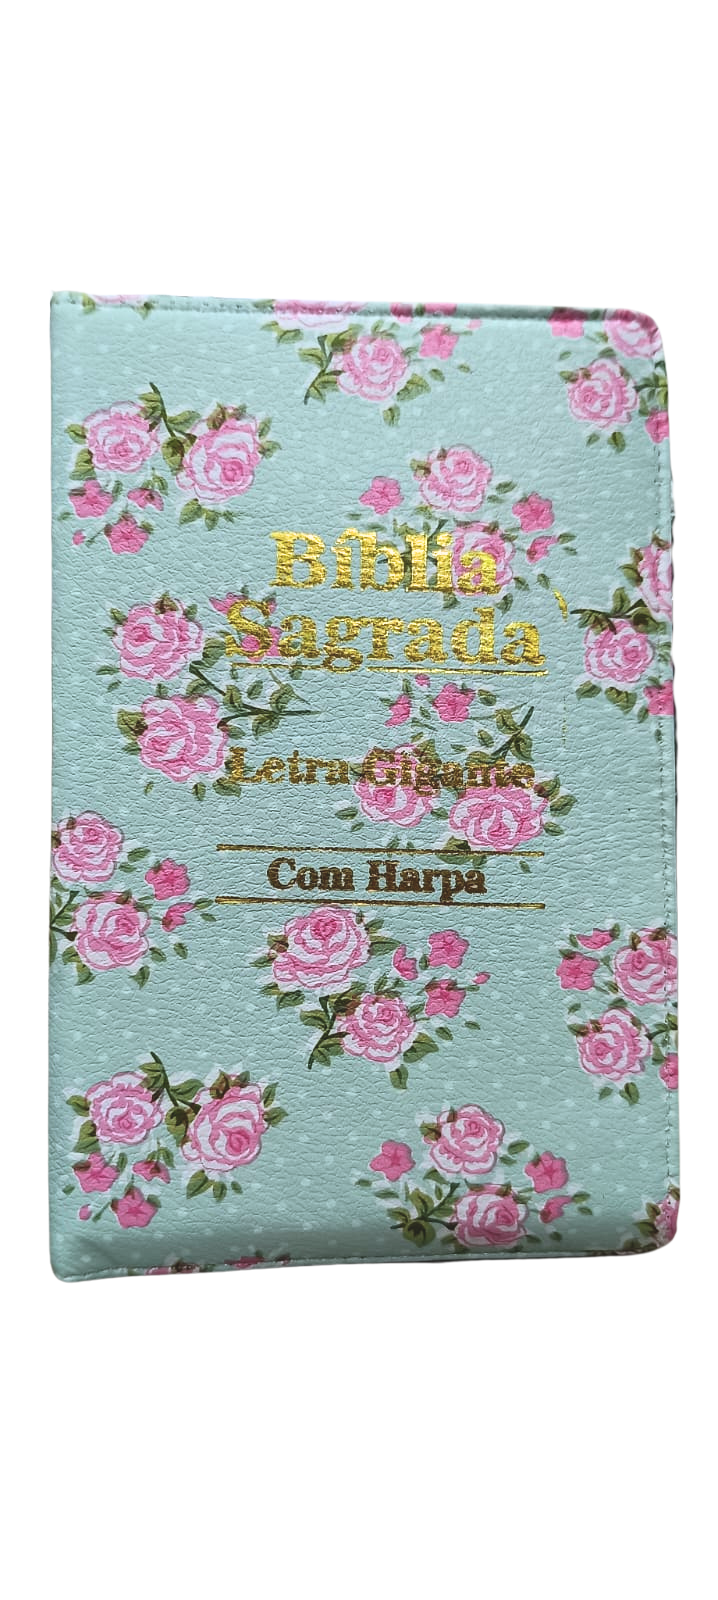 Bíblia
Sagrada
Letra Gigante
Com Harpa